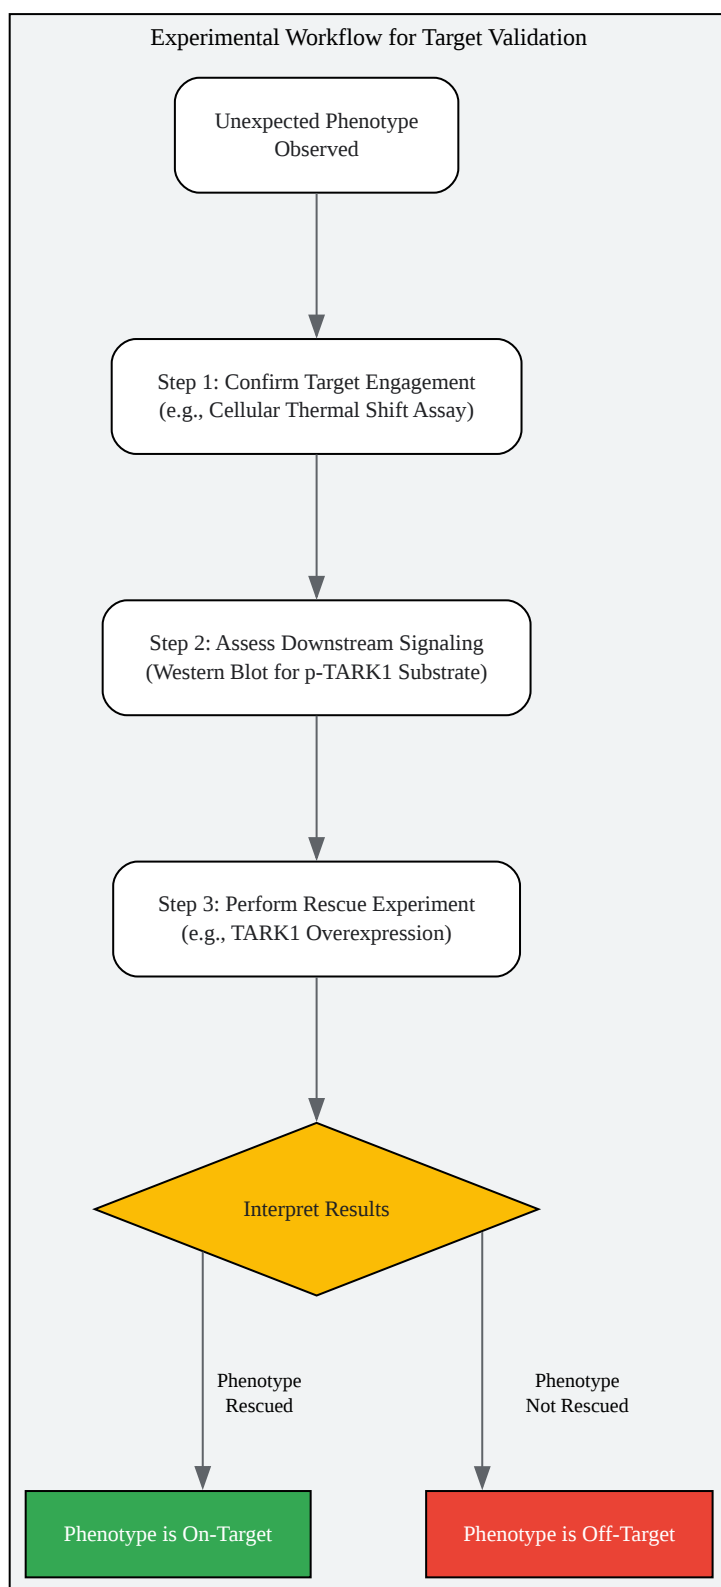 Experimental Workflow for Target Validation
Unexpected Phenotype
Observed
Step 1: Confirm Target Engagement
(e.g., Cellular Thermal Shift Assay)
Step 2: Assess Downstream Signaling
(Western Blot for p-TARK1 Substrate)
Step 3: Perform Rescue Experiment
(e.g., TARK1 Overexpression)
Interpret Results
Phenotype
Rescued
Phenotype
Not Rescued
Phenotype is On-Target
Phenotype is Off-Target